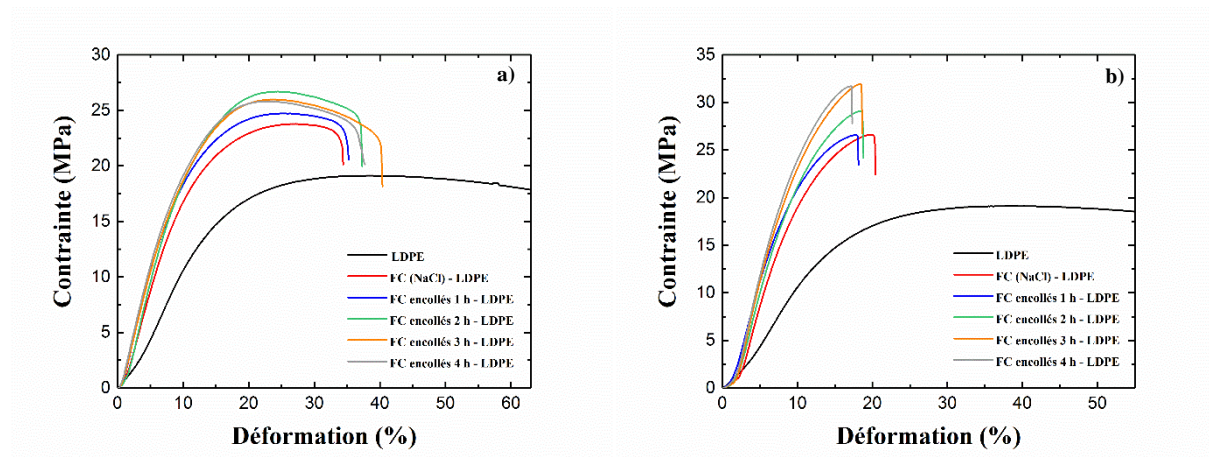 a)
Contrainte (MPa)
30
25
20
15
10
5
0
LDPE
FC (NaCl) - LDPE
FC encollés 1 h - LDPE
FC encollés 2 h - LDPE
FC encollés 3 h - LDPE
FC encollés 4 h - LDPE
0 10 20 30 40 50 60
Déformation (%)
b)
Contrainte (MPa)
35
30
25
20
15
10
5
0
LDPE
FC (NaCl) - LDPE
FC encollés 1 h - LDPE
FC encollés 2 h - LDPE
FC encollés 3 h - LDPE
FC encollés 4 h - LDPE
0 10 20 30 40 50
Déformation (%)